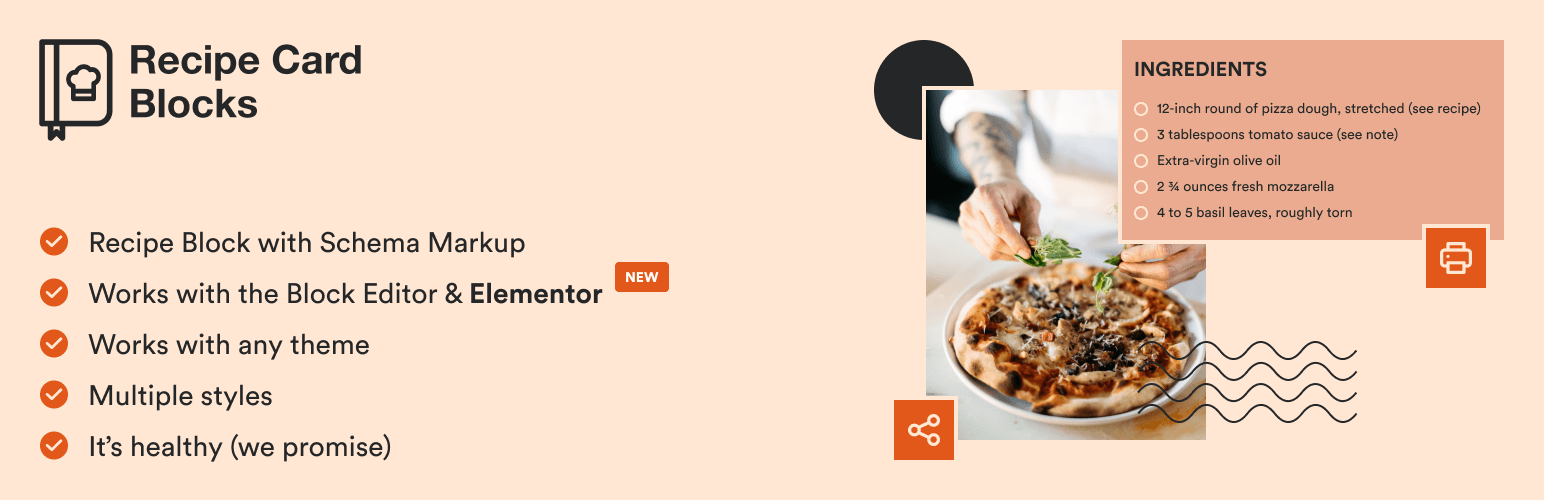 Recipe Card
Blocks
Recipe Block with Schema Markup
Works with the Block Editor & Elementor NEW
Works with any theme
Multiple styles
It’s healthy (we promise)
INGREDIENTS
12-inch round of pizza dough, stretched (see recipe)
3 tablespoons tomato sauce (see note)
Extra-virgin olive oil
2 ¾ ounces fresh mozzarella
4 to 5 basil leaves, roughly torn